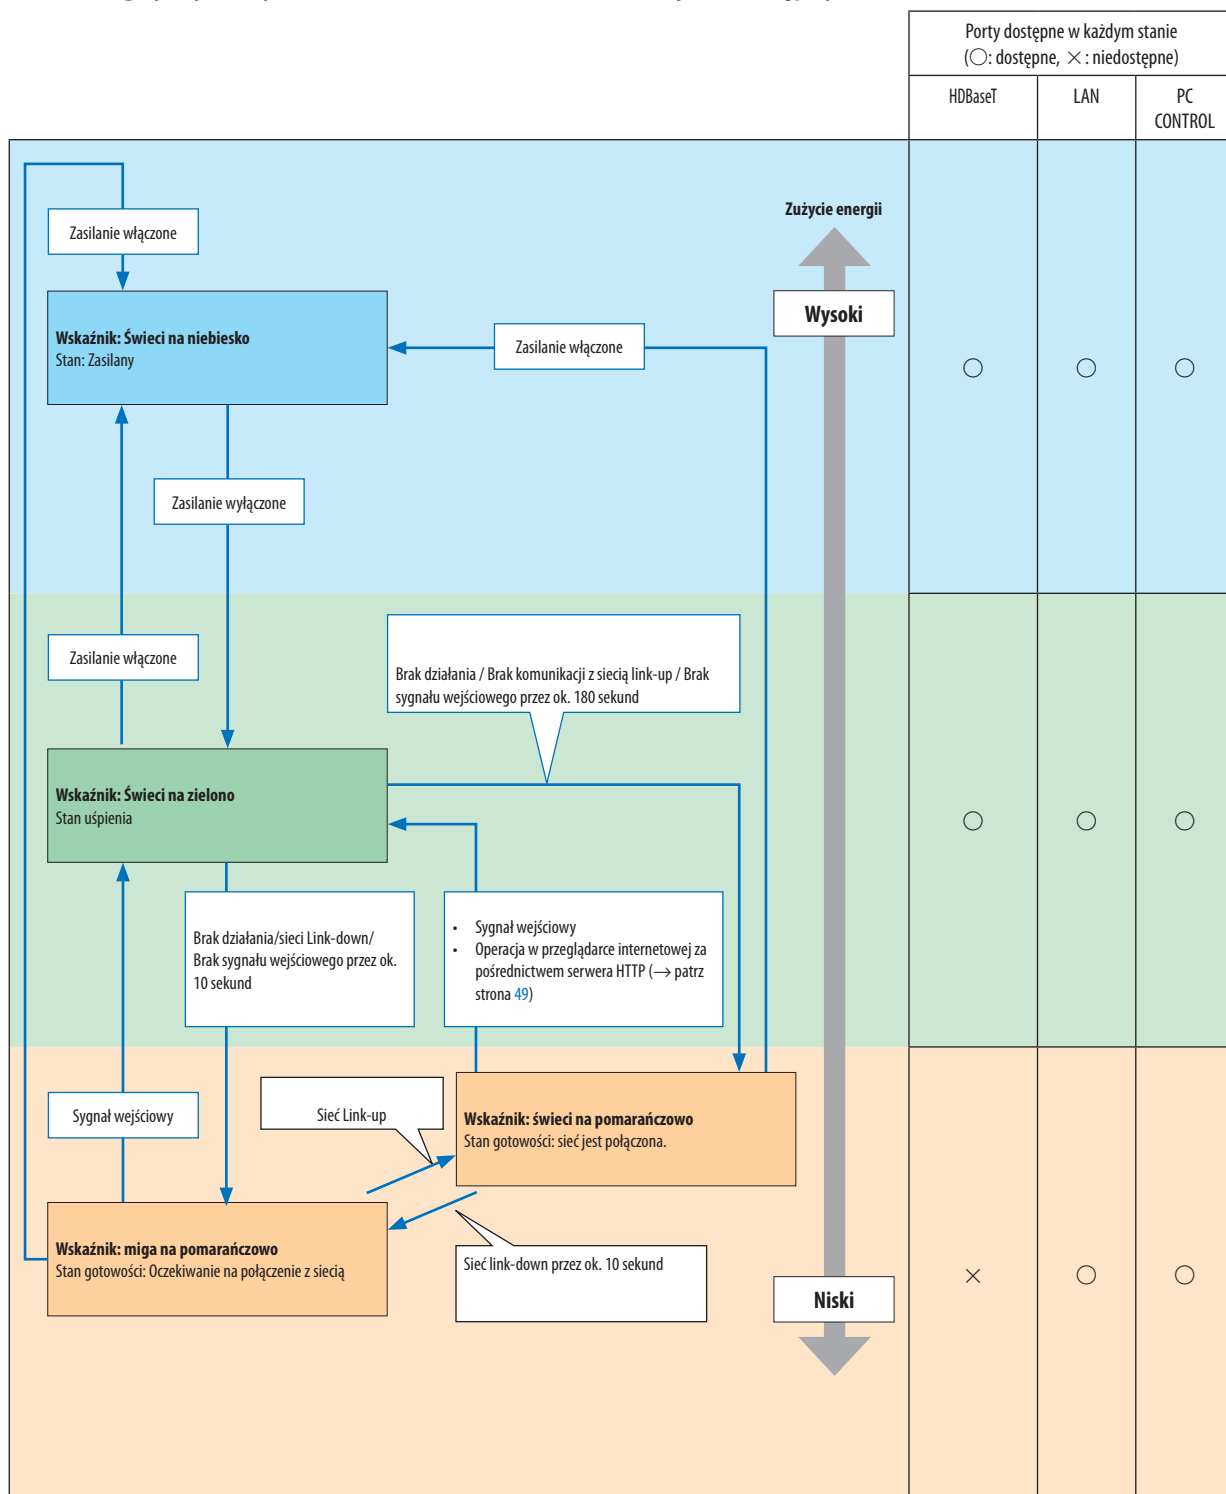 Porty dostępne w każdym stanie
(○: dostępne, ×: niedostępne)
HDBaseT
LAN
PC
CONTROL
Zasilanie włączone
Zużycie energii
Wysoki
Wskaźnik: Świeci na niebiesko
Stan: Zasilany
Zasilanie włączone
○
○
○
Zasilanie wyłączone
Zasilanie włączone
Brak działania / Brak komunikacji z siecią link-up / Brak
sygnału wejściowego przez ok. 180 sekund
Wskaźnik: Świeci na zielono
Stan uśpienia
○
○
○
Brak działania/sieci Link-down/
Brak sygnału wejściowego przez ok.
10 sekund
• Sygnał wejściowy
• Operacja w przeglądarce internetowej za
pośrednictwem serwera HTTP (→ patrz
strona 49)
Sygnał wejściowy
Sieć Link-up
Wskaźnik: świeci na pomarańczowo
Stan gotowości: sieć jest połączona.
Wskaźnik: miga na pomarańczowo
Stan gotowości: Oczekiwanie na połączenie z siecią
Sieć link-down przez ok. 10 sekund
Niski
×
○
○